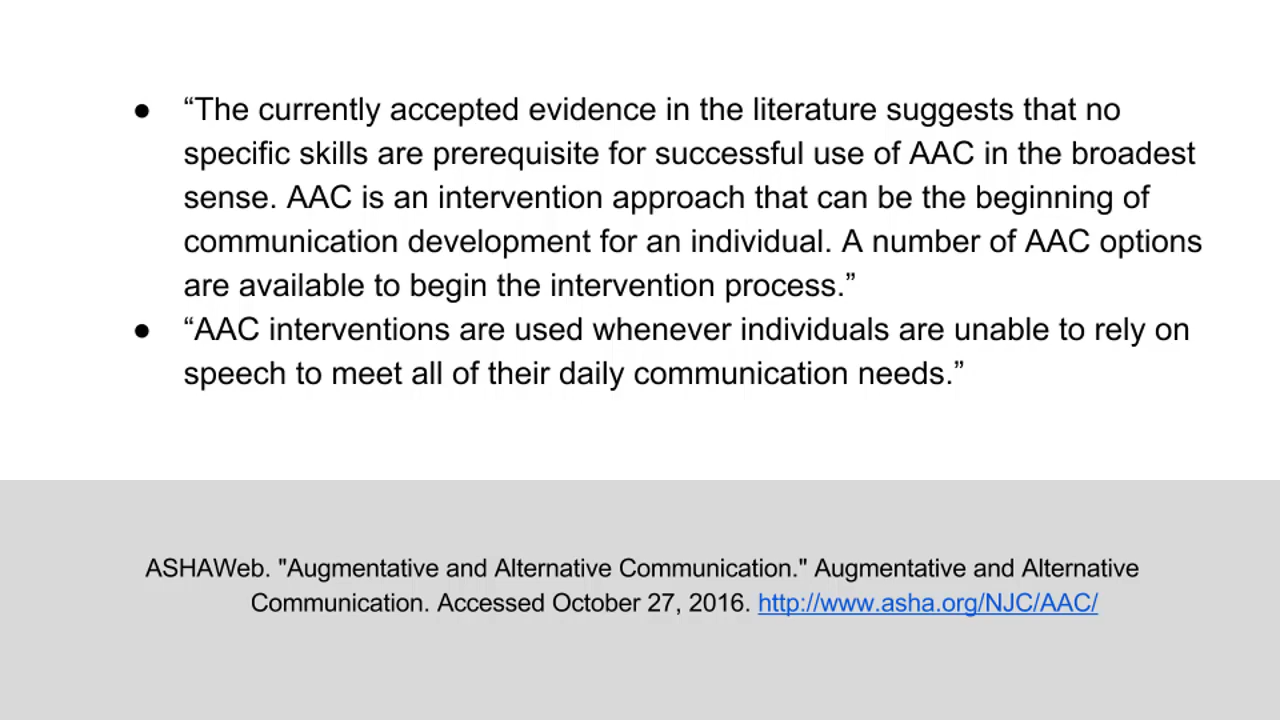 ● “The currently accepted evidence in the literature suggests that no
specific skills are prerequisite for successful use of AAC in the broadest
sense. AAC is an intervention approach that can be the beginning of
communication development for an individual. A number of AAC options
are available to begin the intervention process.”
● “AAC interventions are used whenever individuals are unable to rely on
speech to meet all of their daily communication needs.”
ASHAWeb. "Augmentative and Alternative Communication." Augmentative and Alternative
Communication. Accessed October 27, 2016. http://www.asha.org/NJC/AAC/